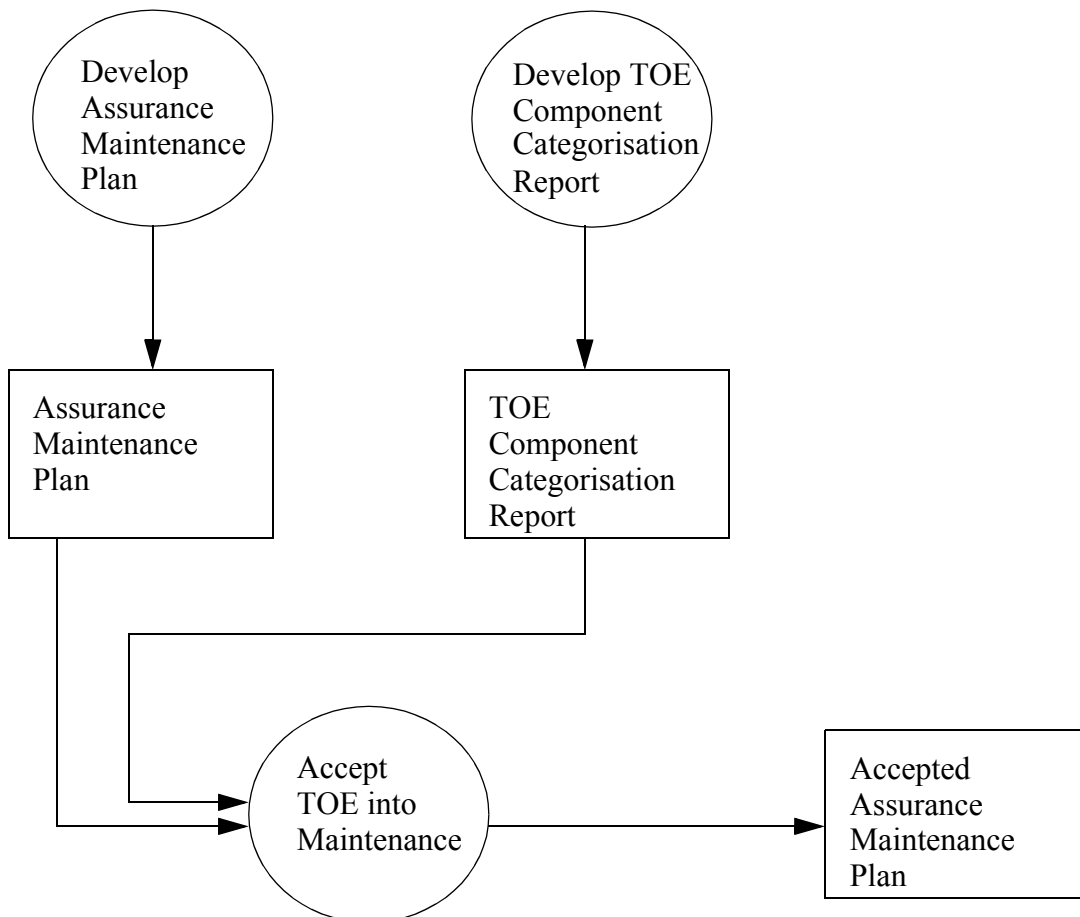 Develop
Assurance
Maintenance
Plan
Develop TOE
Component
Categorisation
Report
Assurance
Maintenance
Plan
TOE
Component
Categorisation
Report
Accept
TOE into
Maintenance
Accepted
Assurance
Maintenance
Plan